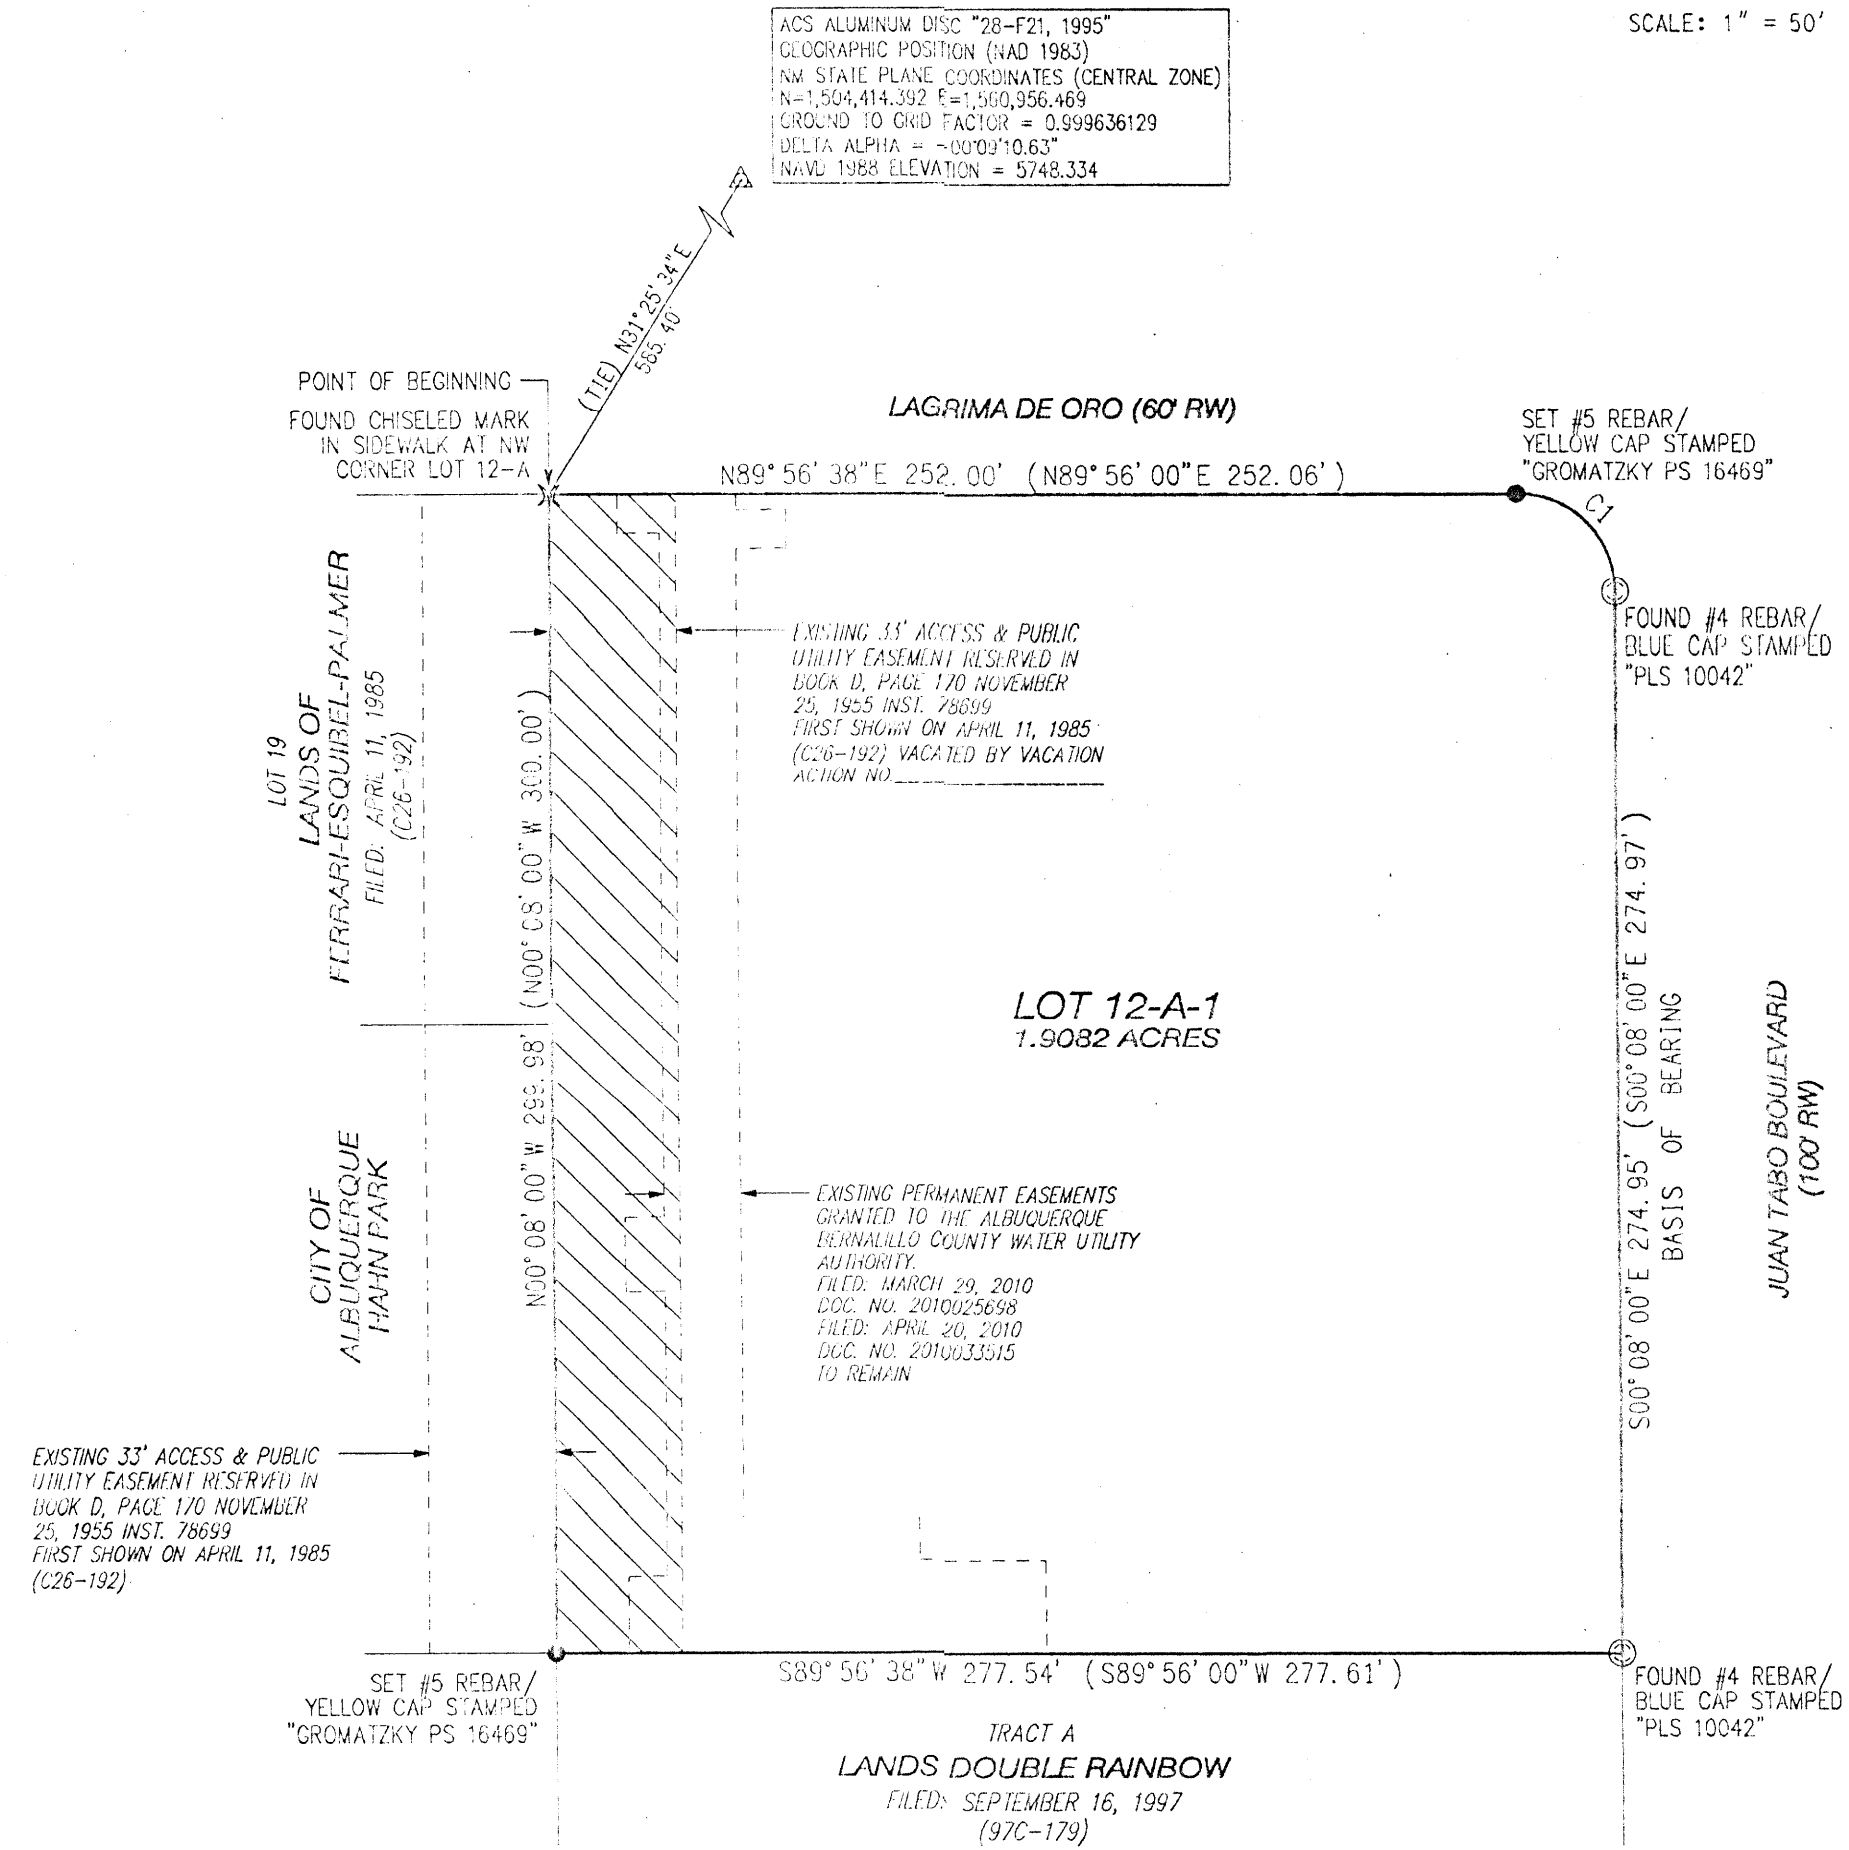 ACS ALUMINUM DISC "28-F21, 1995"
GEOGRAPHIC POSITION (NAD 1983)
NM STATE PLANE COORDINATES (CENTRAL ZONE)
N=1,504,414.392 E=1,560,956.469
GROUND TO GRID FACTOR = 0.999636129
DELTA ALPHA = -00°09'10.63"
NAVD 1988 ELEVATION = 5748.334
SCALE: 1" = 50'
(TIE) N31°25'34"E
585.40'
POINT OF BEGINNING
FOUND CHISELED MARK
IN SIDEWALK AT NW
CORNER LOT 12-A
LAGRIMA DE ORO (60' RW)
N89°56'38"E 252.00' (N89°56'00"E 252.06')
SET #5 REBAR/
YELLOW CAP STAMPED
"GROMATZKY PS 16469"
C1
FOUND #4 REBAR/
BLUE CAP STAMPED
"PLS 10042"
EXISTING 33' ACCESS & PUBLIC
UTILITY EASEMENT RESERVED IN
BOOK D, PAGE 170 NOVEMBER
25, 1955 INST. 78699
FIRST SHOWN ON APRIL 11, 1985
(C26-192) VACATED BY VACATION
ACTION NO.
LOT 19
LANDS OF
FERRARI-ESQUIBEL-PALMER
FILED: APRIL 11, 1985
(C26-192)
N00°08'00"W 299.98' (N00°08'00"W 300.00')
LOT 12-A-1
1.9082 ACRES
S00°08'00"E 274.95' (S00°08'00"E 274.97')
BASIS OF BEARING
JUAN TABO BOULEVARD
(100' RW)
CITY OF
ALBUQUERQUE
HAHN PARK
EXISTING PERMANENT EASEMENTS
GRANTED TO THE ALBUQUERQUE
BERNALILLO COUNTY WATER UTILITY
AUTHORITY.
FILED: MARCH 29, 2010
DOC. NO. 2010025698
FILED: APRIL 20, 2010
DOC. NO. 2010033515
TO REMAIN
EXISTING 33' ACCESS & PUBLIC
UTILITY EASEMENT RESERVED IN
BOOK D, PAGE 170 NOVEMBER
25, 1955 INST. 78699
FIRST SHOWN ON APRIL 11, 1985
(C26-192)
SET #5 REBAR/
YELLOW CAP STAMPED
"GROMATZKY PS 16469"
S89°56'38"W 277.54' (S89°56'00"W 277.61')
FOUND #4 REBAR/
BLUE CAP STAMPED
"PLS 10042"
TRACT A
LANDS DOUBLE RAINBOW
FILED: SEPTEMBER 16, 1997
(97C-179)